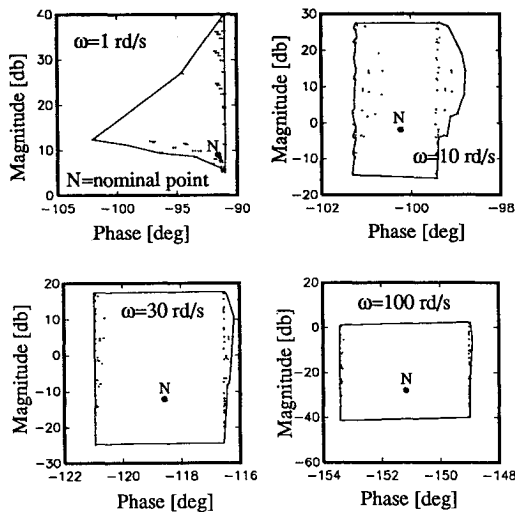 Magnitude [db]
40
30
20
10
0
ω=1 rd/s
N
N=nominal point
-105
-100
-95
-90
Phase [deg]
Magnitude [db]
30
20
10
0
-10
-20
N
ω=10 rd/s
-102
-100
-98
Phase [deg]
Magnitude [db]
20
10
0
-10
-20
-30
ω=30 rd/s
N
-122
-120
-118
-116
Phase [deg]
Magnitude [db]
20
0
-20
-40
-60
ω=100 rd/s
N
-154
-152
-150
-148
Phase [deg]